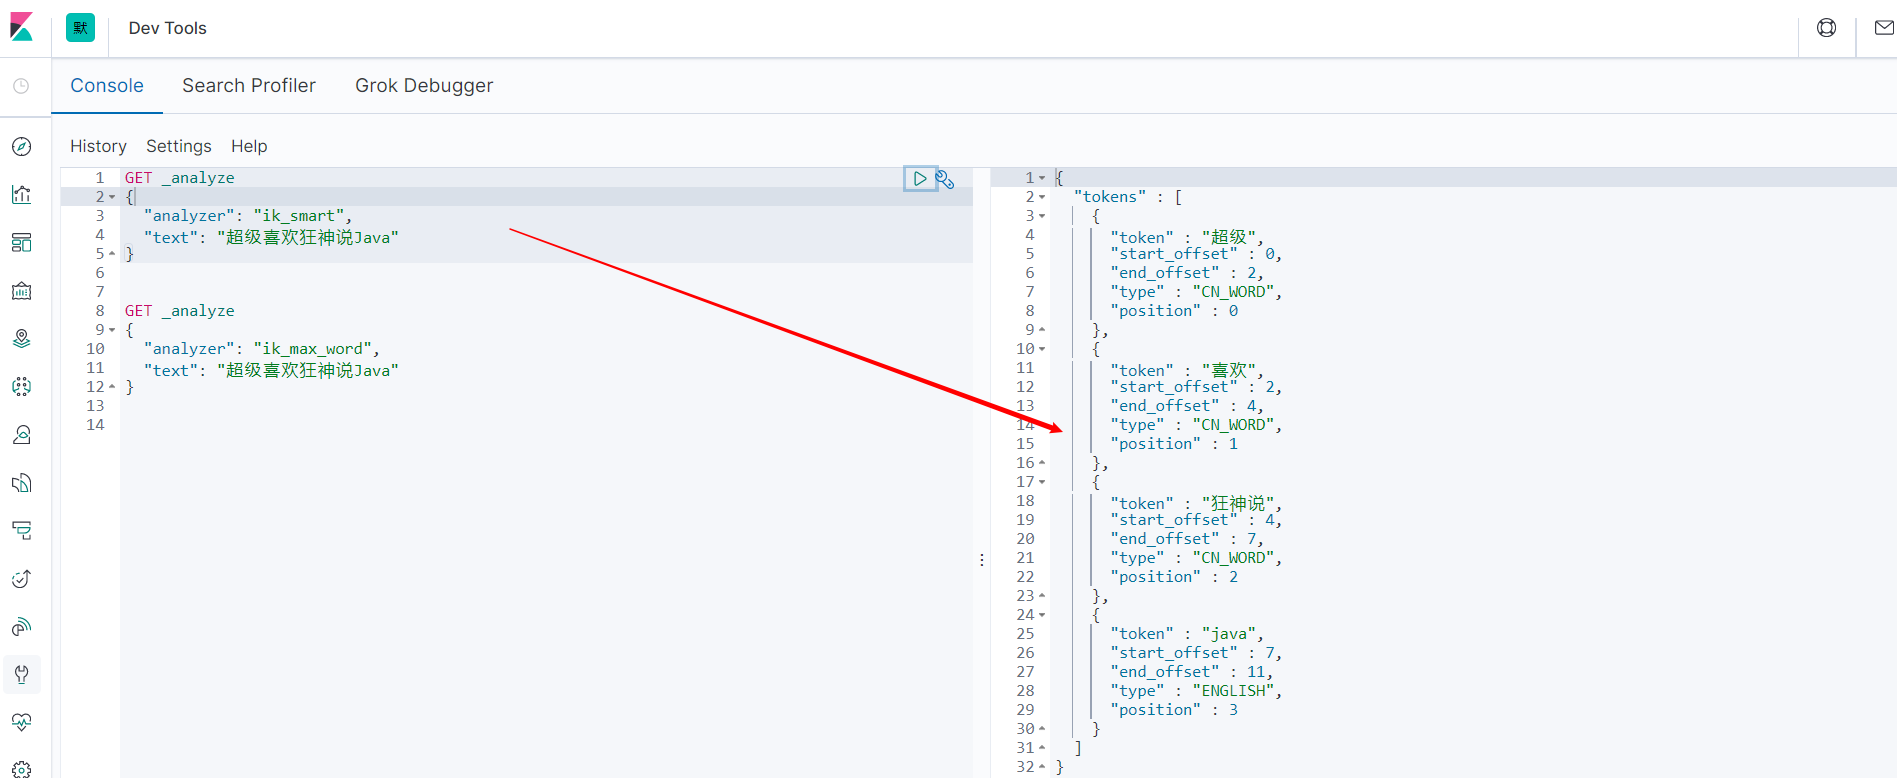 默 Dev Tools
Console Search Profiler Grok Debugger
History Settings Help
1 GET _analyze
2 {
3 "analyzer": "ik_smart",
4 "text": "超级喜欢狂神说Java"
5 }
6
7
8 GET _analyze
9 {
10 "analyzer": "ik_max_word",
11 "text": "超级喜欢狂神说Java"
12 }
13
14
1 {
2 "tokens" : [
3 {
4 "token" : "超级",
5 "start_offset" : 0,
6 "end_offset" : 2,
7 "type" : "CN_WORD",
8 "position" : 0
9 },
10 {
11 "token" : "喜欢",
12 "start_offset" : 2,
13 "end_offset" : 4,
14 "type" : "CN_WORD",
15 "position" : 1
16 },
17 {
18 "token" : "狂神说",
19 "start_offset" : 4,
20 "end_offset" : 7,
21 "type" : "CN_WORD",
22 "position" : 2
23 },
24 {
25 "token" : "java",
26 "start_offset" : 7,
27 "end_offset" : 11,
28 "type" : "ENGLISH",
29 "position" : 3
30 }
31 ]
32 }